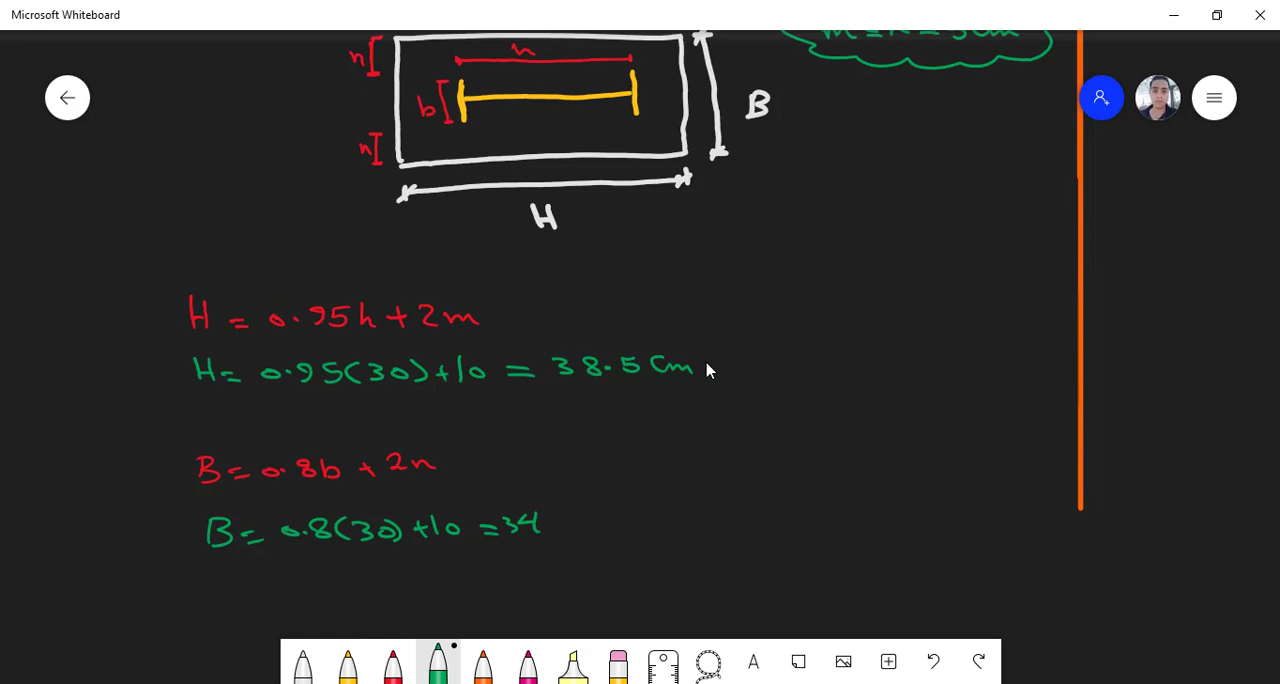 Microsoft Whiteboard
m = n = 5cm
n
h
b
B
n
H
H = 0.95h + 2m
H = 0.95(30) + 10 = 38.5 cm
B = 0.8b + 2n
B = 0.8(30) + 10 = 34
A